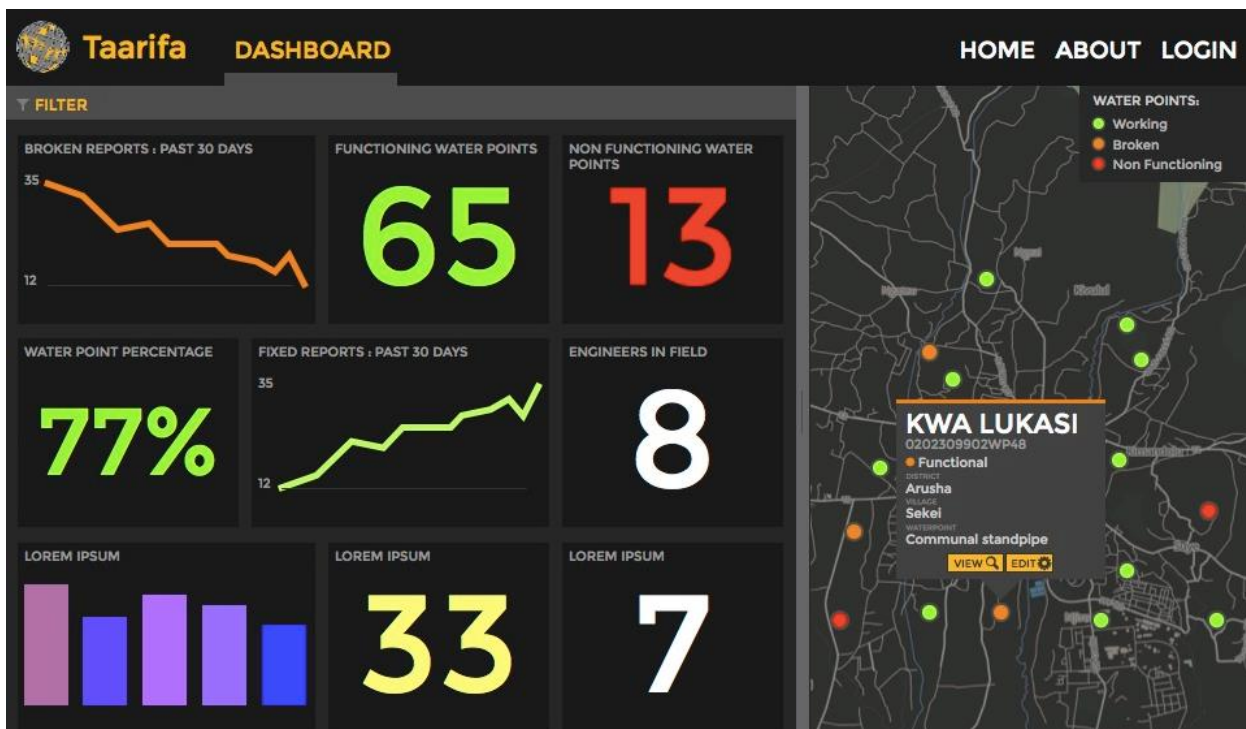 Taarifa
DASHBOARD
HOME ABOUT LOGIN
FILTER
BROKEN REPORTS : PAST 30 DAYS
35
12
FUNCTIONING WATER POINTS
65
NON FUNCTIONING WATER
POINTS
13
WATER POINT PERCENTAGE
77%
FIXED REPORTS : PAST 30 DAYS
35
12
ENGINEERS IN FIELD
8
LOREM IPSUM
LOREM IPSUM
33
LOREM IPSUM
7
WATER POINTS:
Working
Broken
Non Functioning
KWA LUKASI
0202309902WP48
Functional
DISTRICT
Arusha
VILLAGE
Sekei
WATERPOINT
Communal standpipe
VIEW EDIT